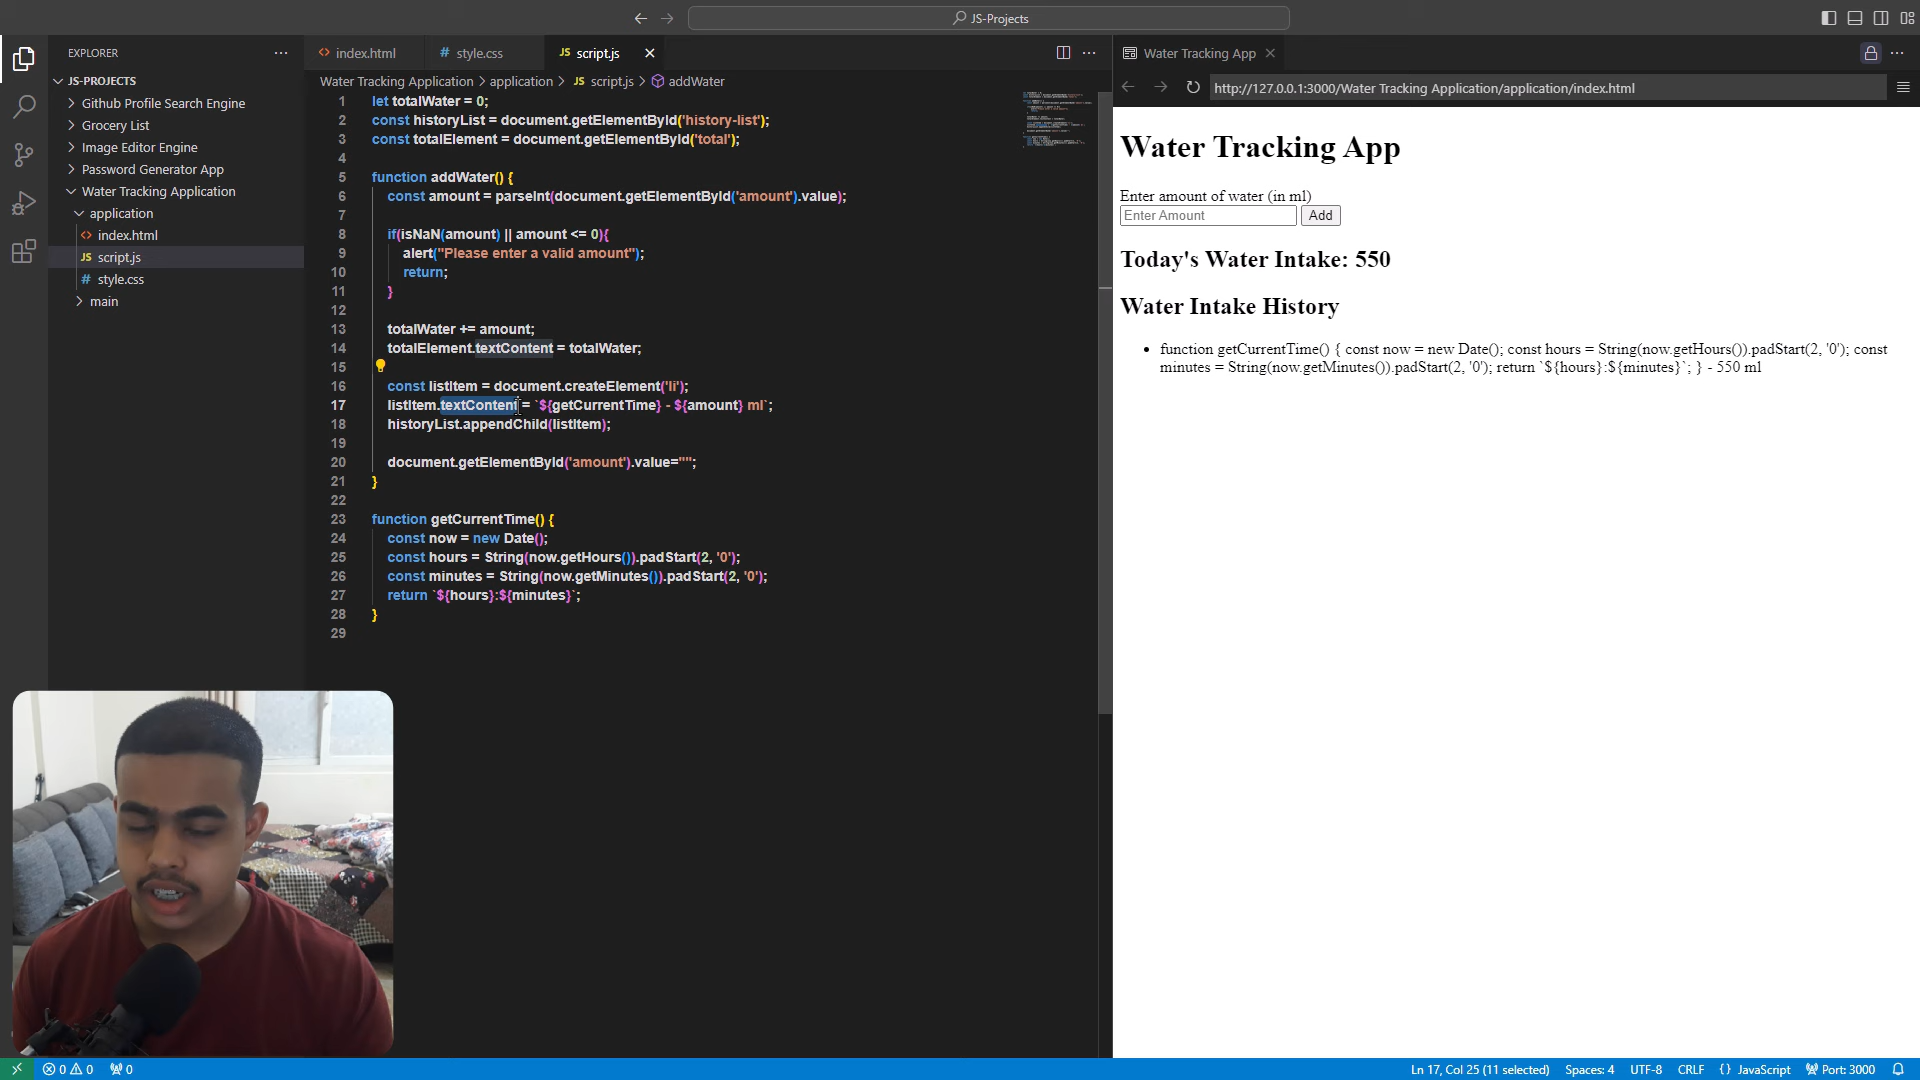 JS-Projects
EXPLORER
JS-PROJECTS
Github Profile Search Engine
Grocery List
Image Editor Engine
Password Generator App
Water Tracking Application
application
index.html
JS script.js
# style.css
main
index.html
# style.css
JS script.js
Water Tracking Application > application > JS script.js > addWater
1 let totalWater = 0;
2 const historyList = document.getElementById('history-list');
3 const totalElement = document.getElementById('total');
4
5 function addWater() {
6 const amount = parseInt(document.getElementById('amount').value);
7
8 if(isNaN(amount) || amount <= 0){
9 alert("Please enter a valid amount");
10 return;
11 }
12
13 totalWater += amount;
14 totalElement.textContent = totalWater;
15
16 const listItem = document.createElement('li');
17 listItem.textContent = `${getCurrentTime} - ${amount} ml`;
18 historyList.appendChild(listItem);
19
20 document.getElementById('amount').value="";
21 }
22
23 function getCurrentTime() {
24 const now = new Date();
25 const hours = String(now.getHours()).padStart(2, '0');
26 const minutes = String(now.getMinutes()).padStart(2, '0');
27 return `${hours}:${minutes}`;
28 }
29
Water Tracking App
http://127.0.0.1:3000/Water Tracking Application/application/index.html
Water Tracking App
Enter amount of water (in ml)
Enter Amount Add
Today's Water Intake: 550
Water Intake History
function getCurrentTime() { const now = new Date(); const hours = String(now.getHours()).padStart(2, '0'); const
minutes = String(now.getMinutes()).padStart(2, '0'); return `${hours}:${minutes}`; } - 550 ml
0 0 0
Ln 17, Col 25 (11 selected) Spaces: 4 UTF-8 CRLF {} JavaScript Port: 3000